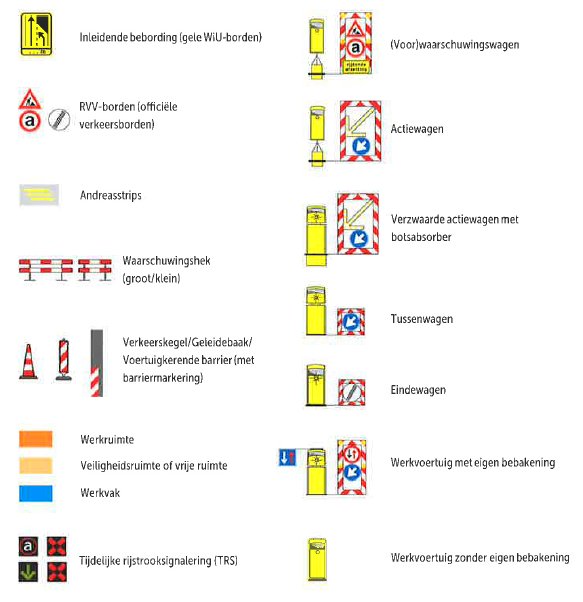 Inleidende bebording (gele WiU-borden)
a
RVV-borden (officiële
verkeersborden)
Andreasstrips
Waarschuwingshek
(groot/klein)
Verkeerskegel/Geleidebaak/
Voertuigkerende barrier (met
barriermarkering)
Werkruimte
Veiligheidsruimte of vrije ruimte
Werkvak
a
Tijdelijke rijstrooksignalering (TRS)
a
rijdende
afzetting
(Voor)waarschuwingswagen
Actiewagen
Verzwaarde actiewagen met
botsabsorber
Tussenwagen
Eindewagen
Werkvoertuig met eigen bebakening
Werkvoertuig zonder eigen bebakening